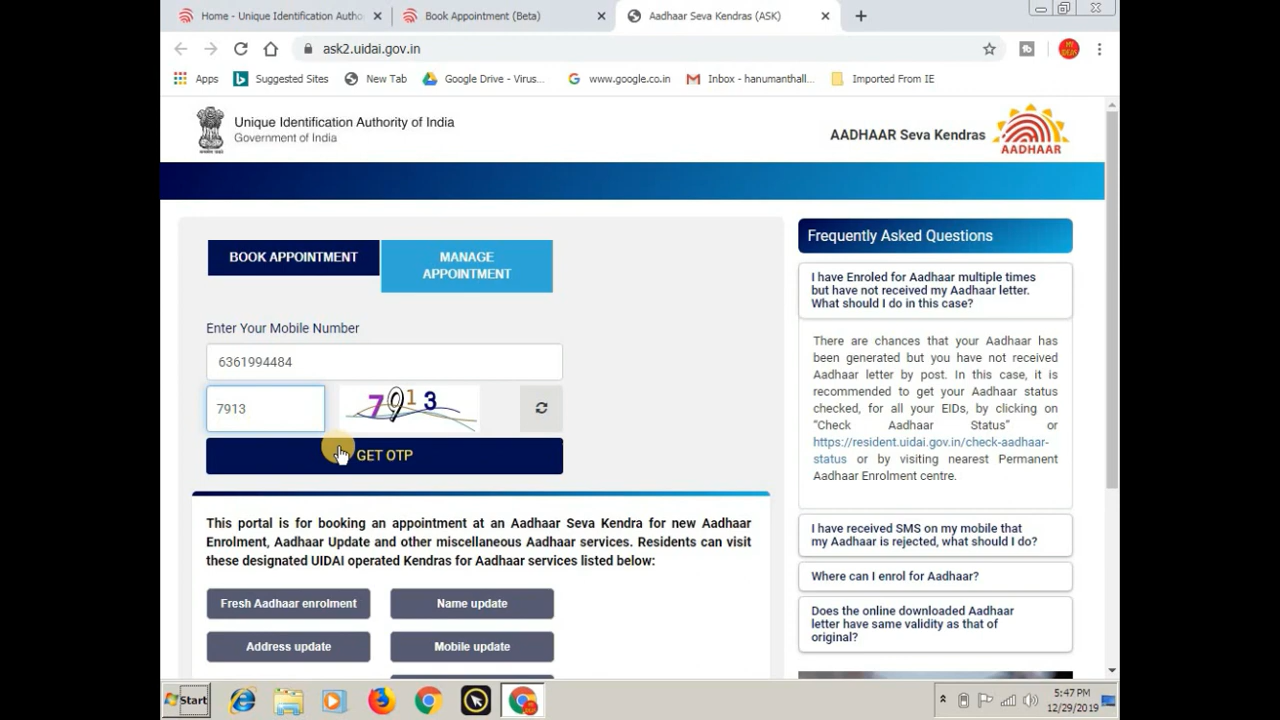 Home - Unique Identification Autho
Book Appointment (Beta)
Aadhaar Seva Kendras (ASK)
ask2.uidai.gov.in
Apps
Suggested Sites
New Tab
Google Drive - Virus...
www.google.co.in
Inbox - hanumanthall...
Imported From IE
Unique Identification Authority of India
Government of India
AADHAAR Seva Kendras
AADHAAR
BOOK APPOINTMENT
MANAGE
APPOINTMENT
Enter Your Mobile Number
6361994484
7913
7913
GET OTP
This portal is for booking an appointment at an Aadhaar Seva Kendra for new Aadhaar
Enrolment, Aadhaar Update and other miscellaneous Aadhaar services. Residents can visit
these designated UIDAI operated Kendras for Aadhaar services listed below:
Fresh Aadhaar enrolment
Name update
Address update
Mobile update
Frequently Asked Questions
I have Enroled for Aadhaar multiple times
but have not received my Aadhaar letter.
What should I do in this case?
There are chances that your Aadhaar has
been generated but you have not received
Aadhaar letter by post. In this case, it is
recommended to get your Aadhaar status
checked, for all your EIDs, by clicking on
“Check Aadhaar Status” or
https://resident.uidai.gov.in/check-aadhaar-
status or by visiting nearest Permanent
Aadhaar Enrolment centre.
I have received SMS on my mobile that
my Aadhaar is rejected, what should I do?
Where can I enrol for Aadhaar?
Does the online downloaded Aadhaar
letter have same validity as that of
original?
Start
5:47 PM
12/29/2019